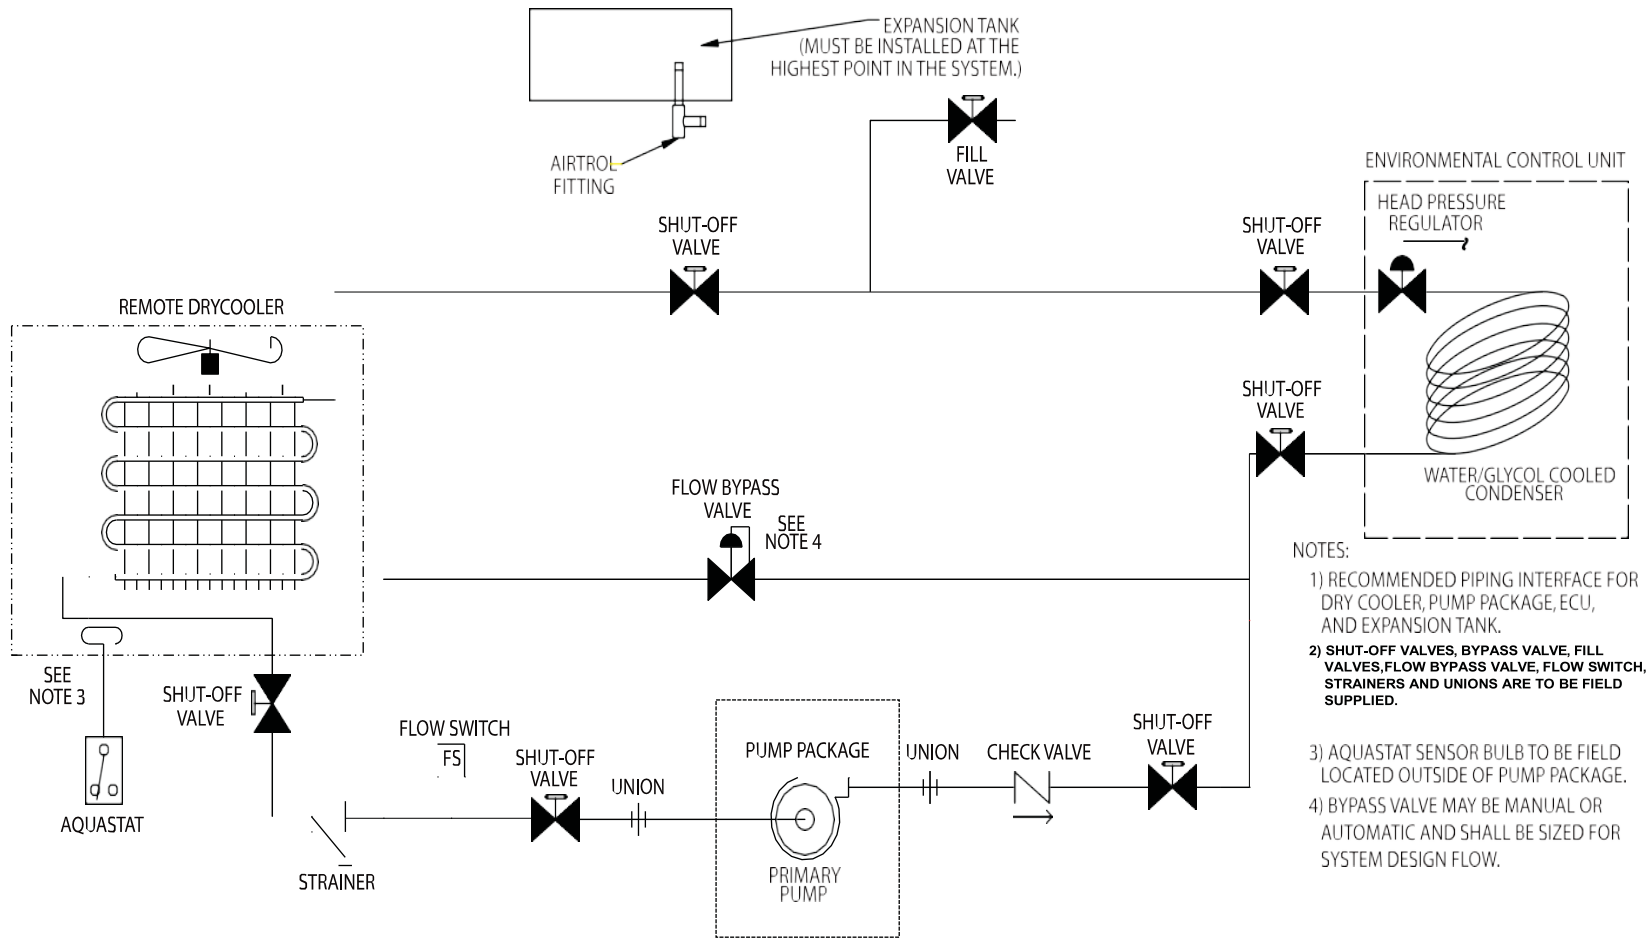 EXPANSION TANK
(MUST BE INSTALLED AT THE
HIGHEST POINT IN THE SYSTEM.)
AIRTROL
FITTING
FILL
VALVE
ENVIRONMENTAL CONTROL UNIT
HEAD PRESSURE
REGULATOR
SHUT-OFF
VALVE
SHUT-OFF
VALVE
REMOTE DRYCOOLER
SHUT-OFF
VALVE
WATER/GLYCOL COOLED
CONDENSER
FLOW BYPASS
VALVE
SEE
NOTE 4
NOTES:
1) RECOMMENDED PIPING INTERFACE FOR
DRY COOLER, PUMP PACKAGE, ECU,
AND EXPANSION TANK.
2) SHUT-OFF VALVES, BYPASS VALVE, FILL
VALVES,FLOW BYPASS VALVE, FLOW SWITCH,
STRAINERS AND UNIONS ARE TO BE FIELD
SUPPLIED.
3) AQUASTAT SENSOR BULB TO BE FIELD
LOCATED OUTSIDE OF PUMP PACKAGE.
4) BYPASS VALVE MAY BE MANUAL OR
AUTOMATIC AND SHALL BE SIZED FOR
SYSTEM DESIGN FLOW.
SEE
NOTE 3
SHUT-OFF
VALVE
AQUASTAT
STRAINER
FLOW SWITCH
FS
SHUT-OFF
VALVE
UNION
PUMP PACKAGE
PRIMARY
PUMP
UNION
CHECK VALVE
SHUT-OFF
VALVE